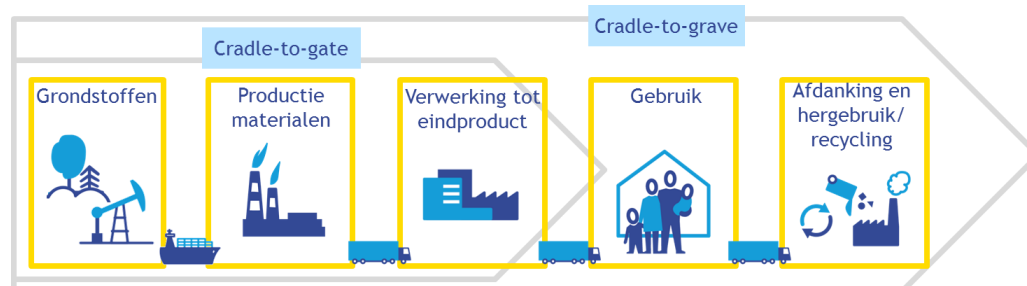 Cradle-to-grave
Cradle-to-gate
Grondstoffen
Productie
materialen
Verwerking tot
eindproduct
Gebruik
Afdanking en
hergebruik/
recycling